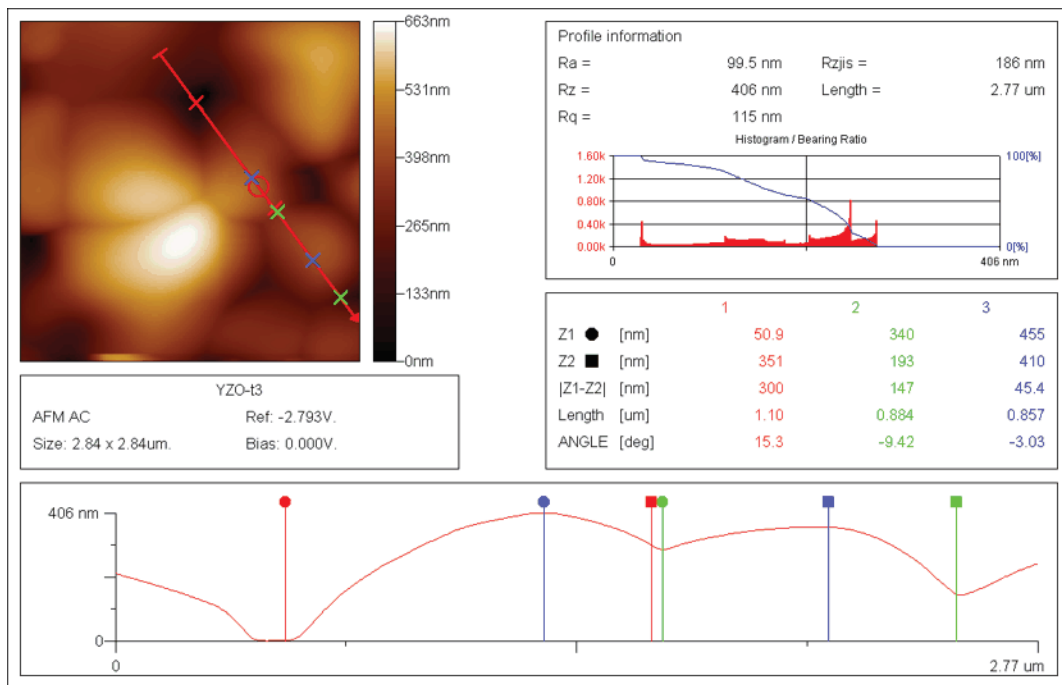 663nm
531nm
398nm
265nm
133nm
0nm
YZO-t3
AFM AC Ref: -2.793V.
Size: 2.84 x 2.84um. Bias: 0.000V.
Profile information
Ra = 99.5 nm Rzjis = 186 nm
Rz = 406 nm Length = 2.77 um
Rq = 115 nm
Histogram / Bearing Ratio
1.60k 100[%]
1.20k
0.80k
0.40k
0.00k 0[%]
0 406 nm
1 2 3
Z1 [nm] 50.9 340 455
Z2 [nm] 351 193 410
|Z1-Z2| [nm] 300 147 45.4
Length [um] 1.10 0.884 0.857
ANGLE [deg] 15.3 -9.42 -3.03
406 nm
0
0 2.77 um